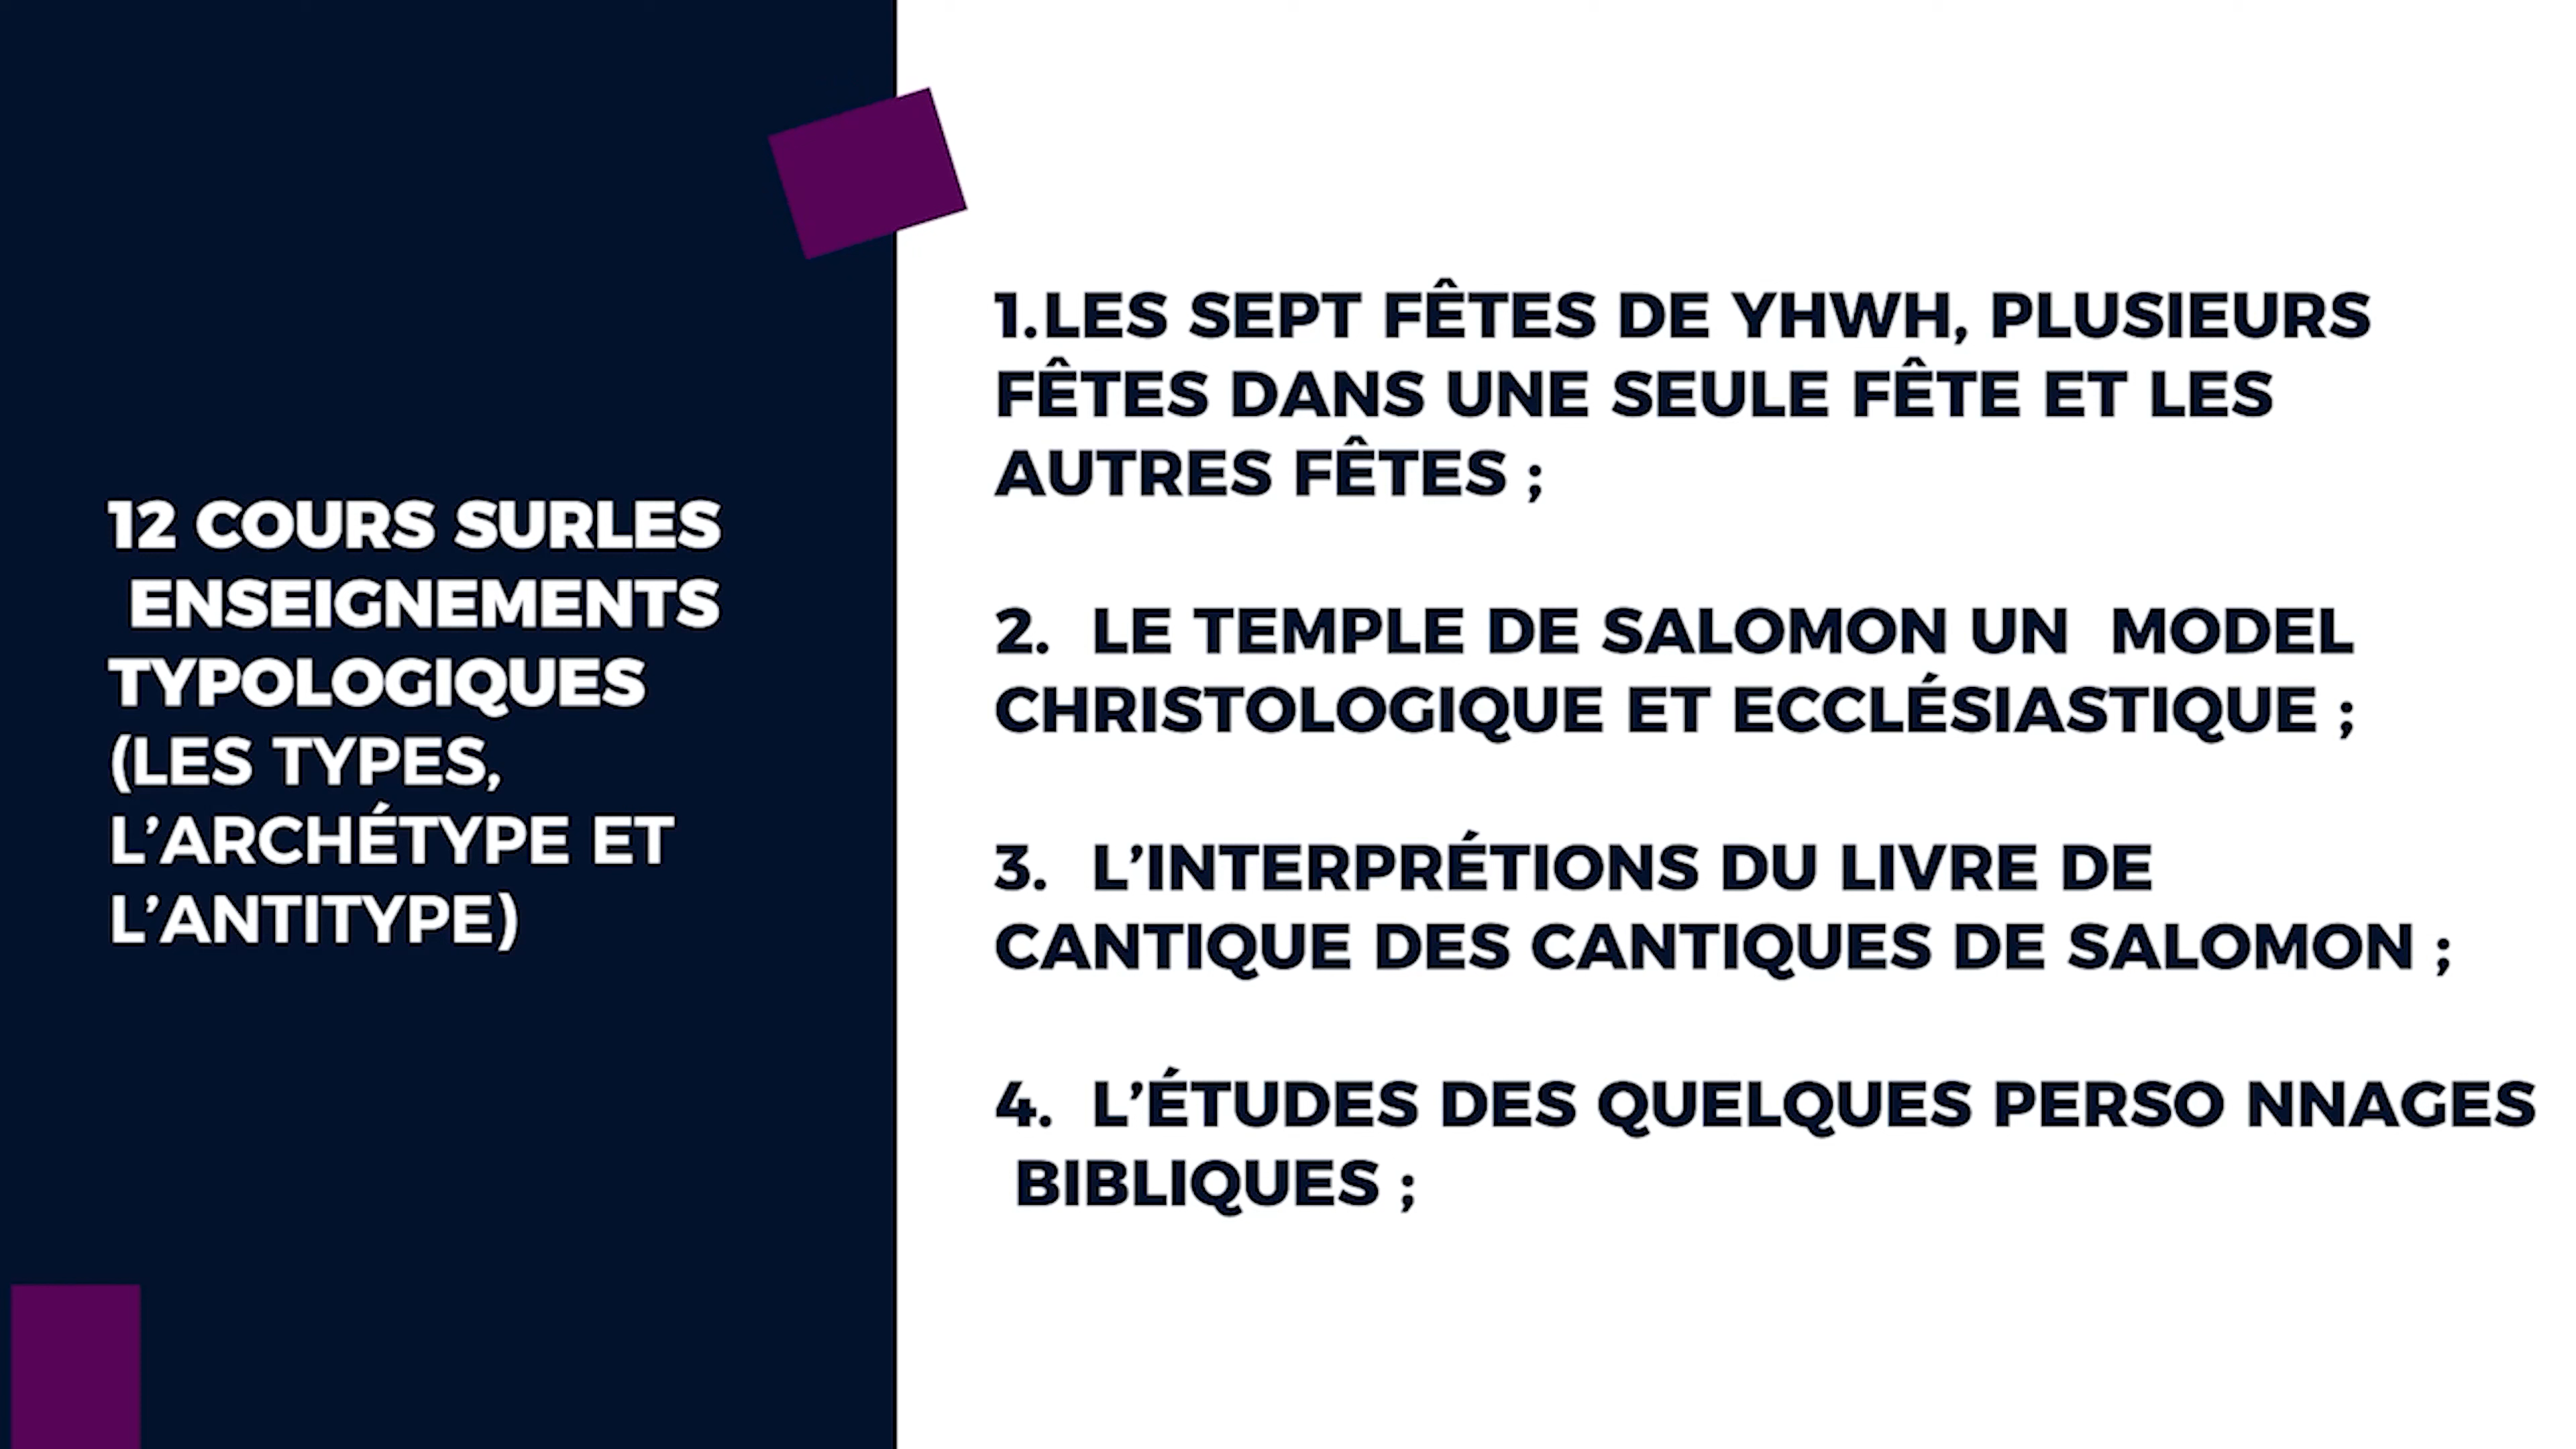 12 COURS SURLES
ENSEIGNEMENTS
TYPOLOGIQUES
(LES TYPES,
L'ARCHÉTYPE ET
L'ANTITYPE)
1.LES SEPT FÊTES DE YHWH, PLUSIEURS
FÊTES DANS UNE SEULE FÊTE ET LES
AUTRES FÊTES ;
2. LE TEMPLE DE SALOMON UN MODEL
CHRISTOLOGIQUE ET ECCLÉSIASTIQUE ;
3. L'INTERPRÉTIONS DU LIVRE DE
CANTIQUE DES CANTIQUES DE SALOMON ;
4. L'ÉTUDES DES QUELQUES PERSO NNAGES
BIBLIQUES ;